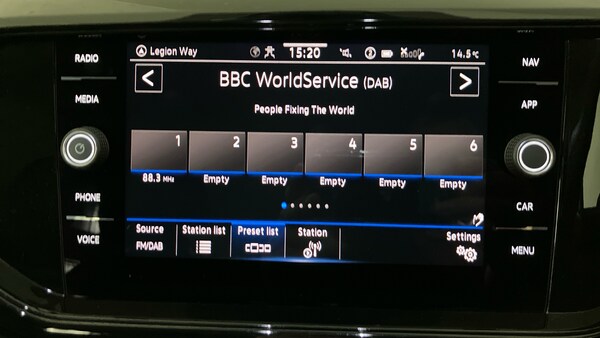 RADIO
MEDIA
PHONE
VOICE
Legion Way
15:20
14.5°C
BBC WorldService (DAB)
People Fixing The World
1 2 3 4 5 6
88.3 MHz Empty Empty Empty Empty Empty
Source Station list Preset list Station Settings
FM/DAB
NAV
APP
CAR
MENU